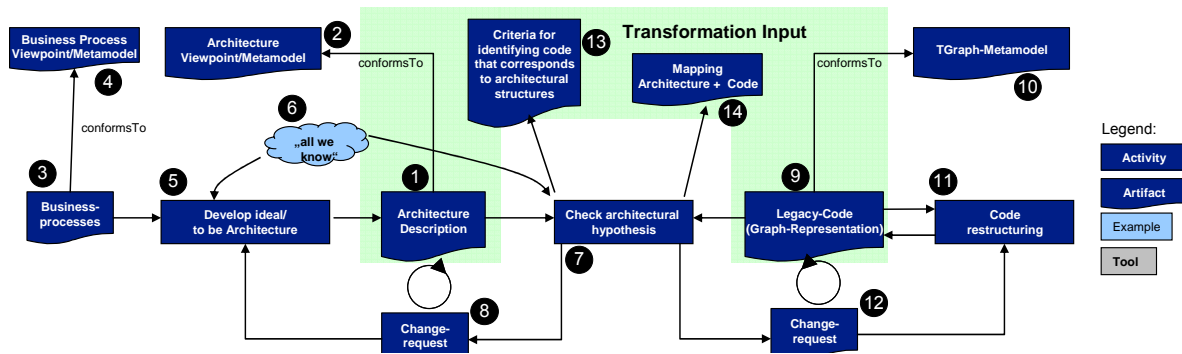 Business Process
Viewpoint/Metamodel
4
2
Architecture
Viewpoint/Metamodel
conformsTo
Criteria for
identifying code
that corresponds
to architectural
structures
13
Transformation Input
Mapping
Architecture + Code
14
conformsTo
TGraph-Metamodel
10
conformsTo
6
„all we
know“
Legend:
Activity
Artifact
Example
Tool
3
Business-
processes
5
Develop ideal/
to be Architecture
1
Architecture
Description
Check architectural
hypothesis
7
9
Legacy-Code
(Graph-Representation)
11
Code
restructuring
8
Change-
request
12
Change-
request